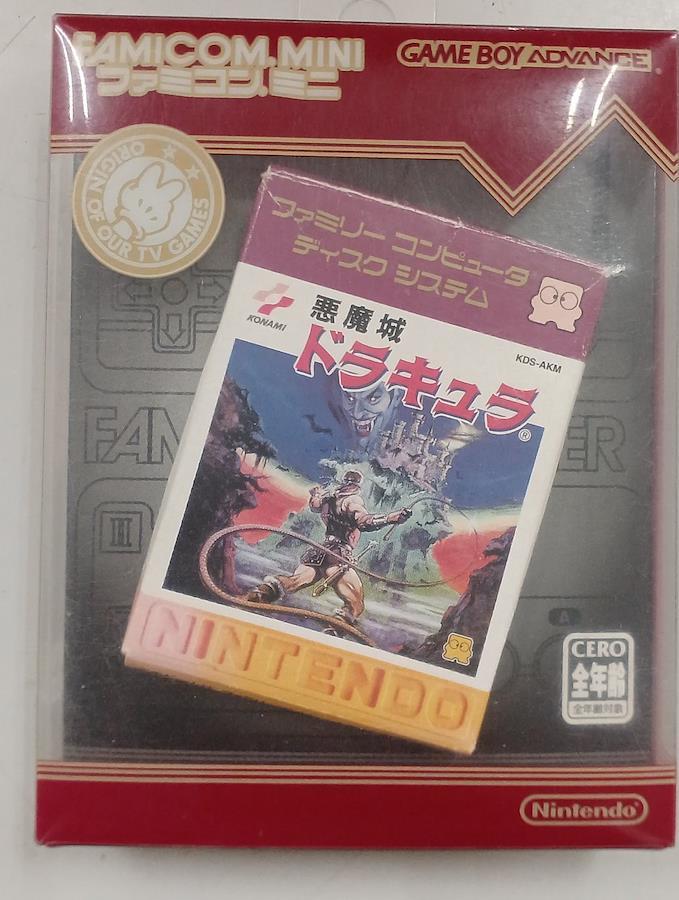 FAMICOM MINI
ファミコンミニ
GAME BOY ADVANCE
ORIGIN OF OUR TV GAMES
ファミリー コンピュータ
ディスク システム
KONAMI
悪魔城
ドラキュラ®
KDS-AKM
FAM
ER
II
A
NINTENDO
CERO
全年齢
全年齢対象
Nintendo®